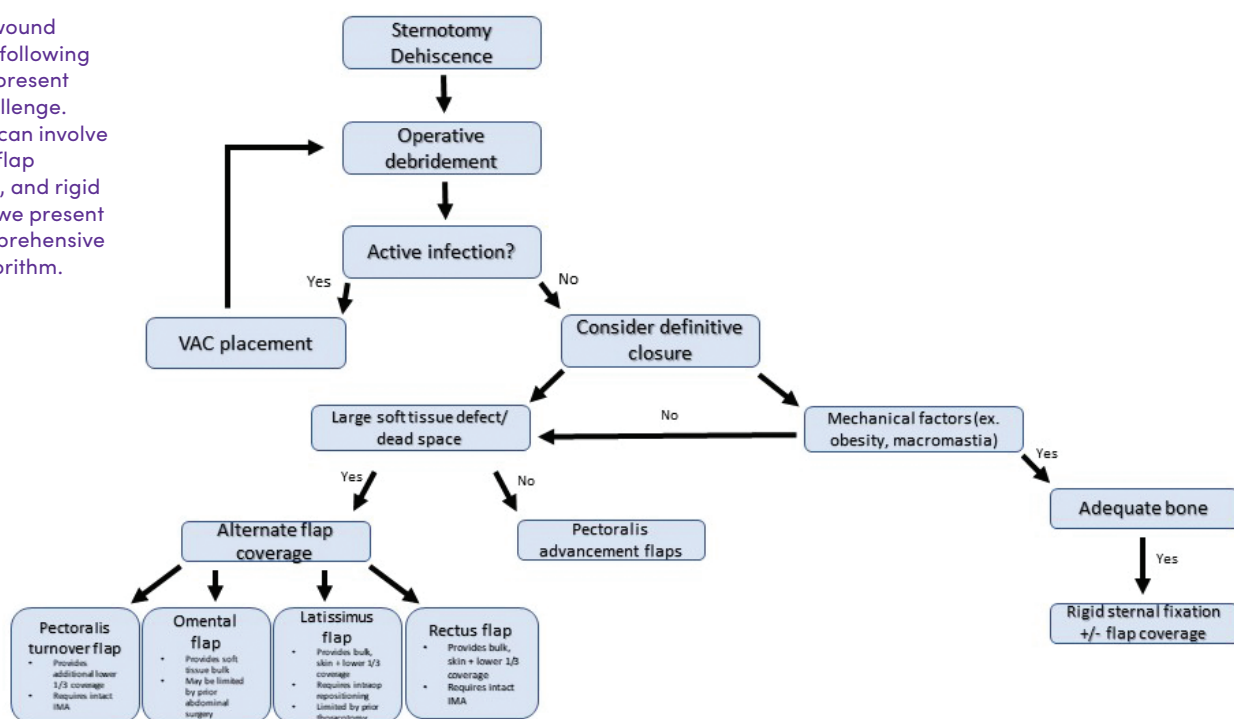 wound
following
present
llenge.
can involve
flap
, and rigid
we present
prehensive
orithm.
Sternotomy
Dehiscence
Operative
debridement
Active infection?
Yes
No
VAC placement
Consider definitive
closure
Large soft tissue defect/
dead space
No
Mechanical factors (ex.
obesity, macromastia)
Yes
Yes
No
Adequate bone
Alternate flap
coverage
Pectoralis
advancement flaps
Yes
Rigid sternal fixation
+/- flap coverage
Pectoralis
turnover flap
• Provides
additional lower
1/3 coverage
• Requires intact
IMA
Omental
flap
• Provides soft
tissue bulk
• May be limited
by prior
abdominal
surgery
Latissimus
flap
• Provides bulk,
skin + lower 1/3
coverage
• Requires intraop
repositioning
• Limited by prior
thoracotomy
Rectus flap
• Provides bulk,
skin + lower 1/3
coverage
• Requires intact
IMA